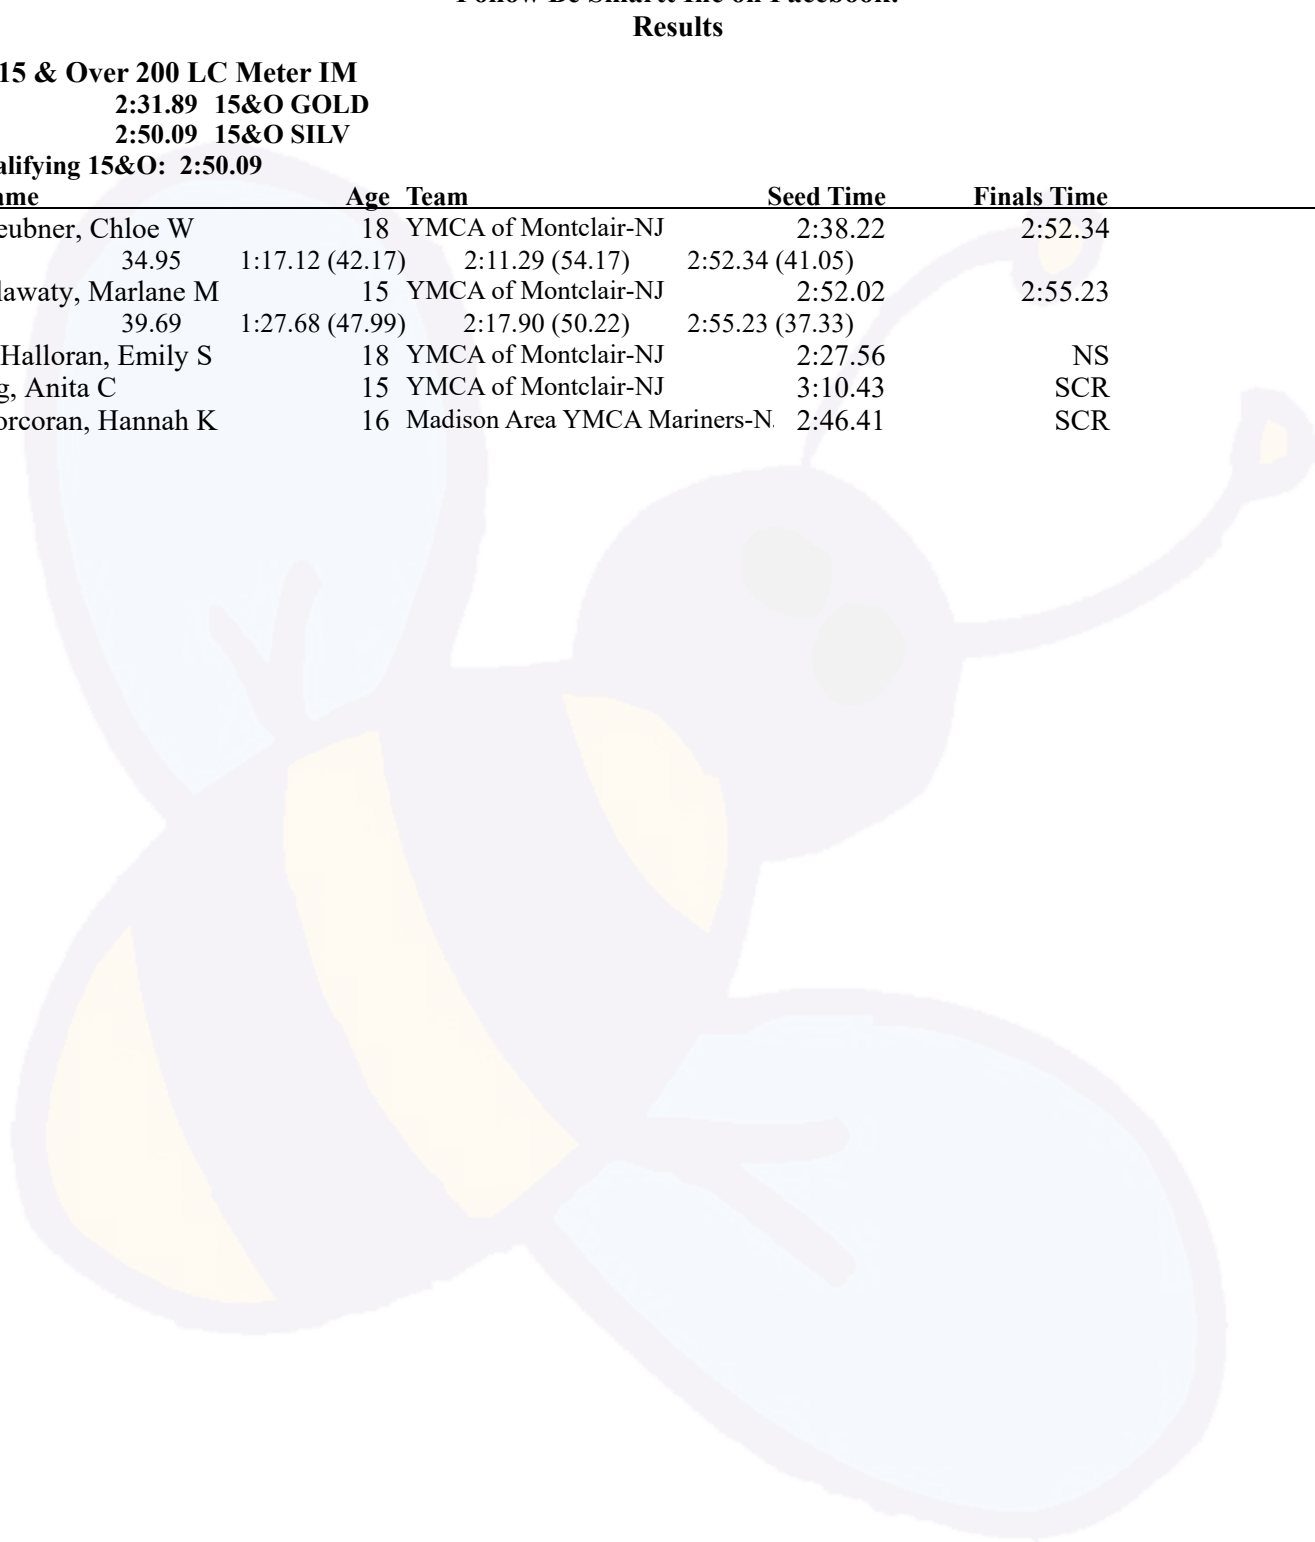 Follow Be Smartt Inc on Facebook!
Results
15 & Over 200 LC Meter IM
2:31.89 15&O GOLD
2:50.09 15&O SILV
alifying 15&O: 2:50.09
ame Age Team Seed Time Finals Time
eubner, Chloe W 18 YMCA of Montclair-NJ 2:38.22 2:52.34
34.95 1:17.12 (42.17) 2:11.29 (54.17) 2:52.34 (41.05)
lawaty, Marlane M 15 YMCA of Montclair-NJ 2:52.02 2:55.23
39.69 1:27.68 (47.99) 2:17.90 (50.22) 2:55.23 (37.33)
Halloran, Emily S 18 YMCA of Montclair-NJ 2:27.56 NS
g, Anita C 15 YMCA of Montclair-NJ 3:10.43 SCR
orcoran, Hannah K 16 Madison Area YMCA Mariners-N 2:46.41 SCR